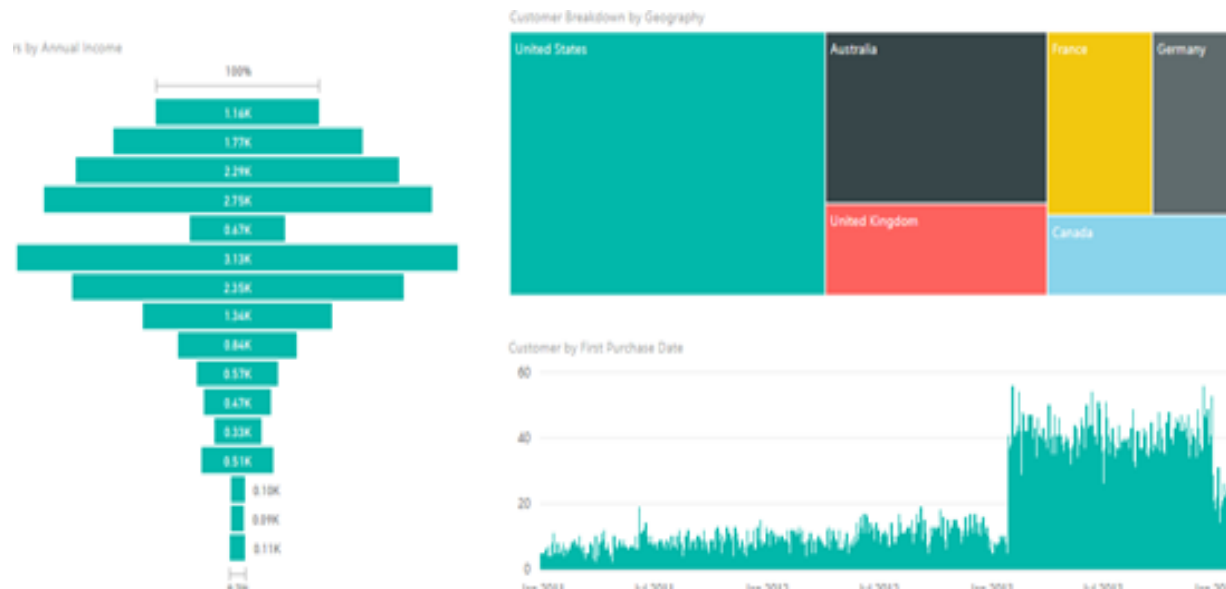 Customer Breakdown by Geography
rs by Annual Income
100%
1.16K
1.77K
2.29K
2.75K
0.67K
3.13K
2.35K
1.34K
0.84K
0.57K
0.47K
0.33K
0.51K
0.10K
0.09K
0.11K
United States
Australia
France
Germany
United Kingdom
Canada
Customer by First Purchase Date
60
40
20
0